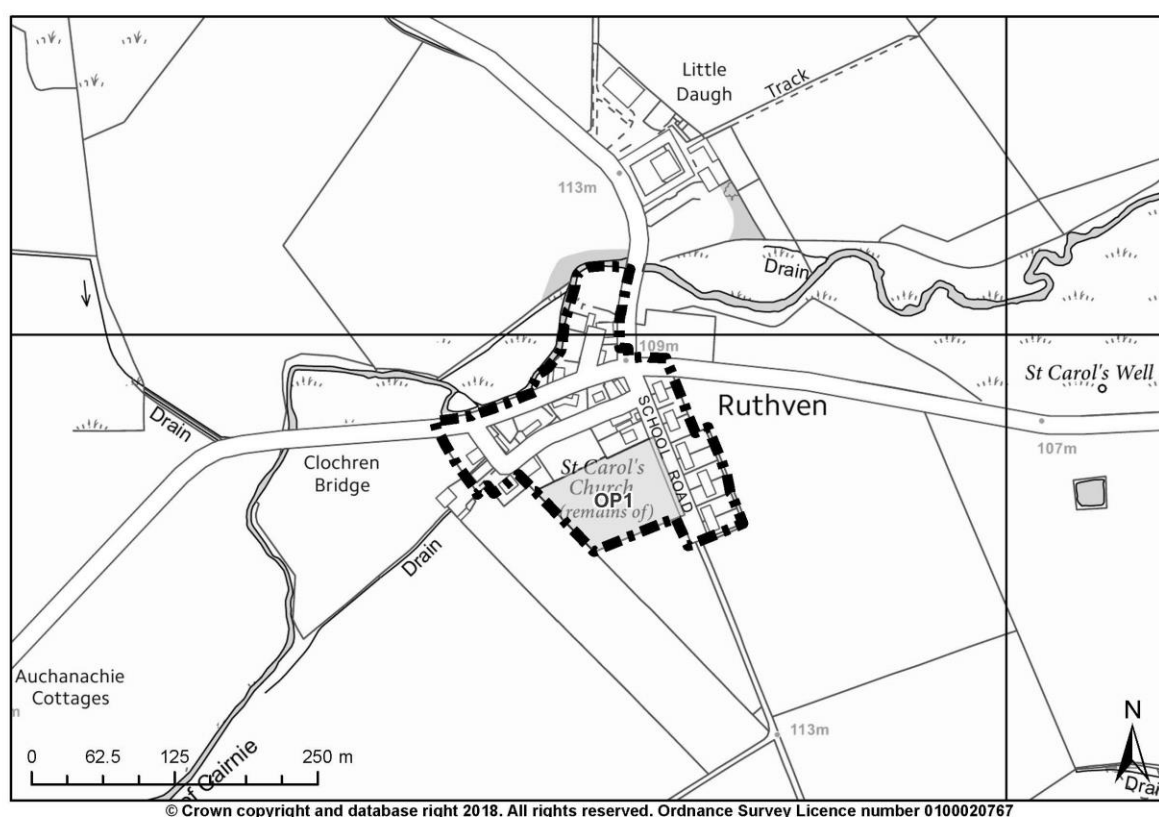 Little
Daugh
Track
113m
Drain
109m
St Carol's Well
Ruthven
SCHOOL ROAD
107m
Drain
Clochren
Bridge
St Carol's
Church
(remains of)
OP1
Drain
Auchanachie
Cottages
m
of Cairnie
113m
N
0 62.5 125 250 m
Drain
© Crown copyright and database right 2018. All rights reserved. Ordnance Survey Licence number 0100020767